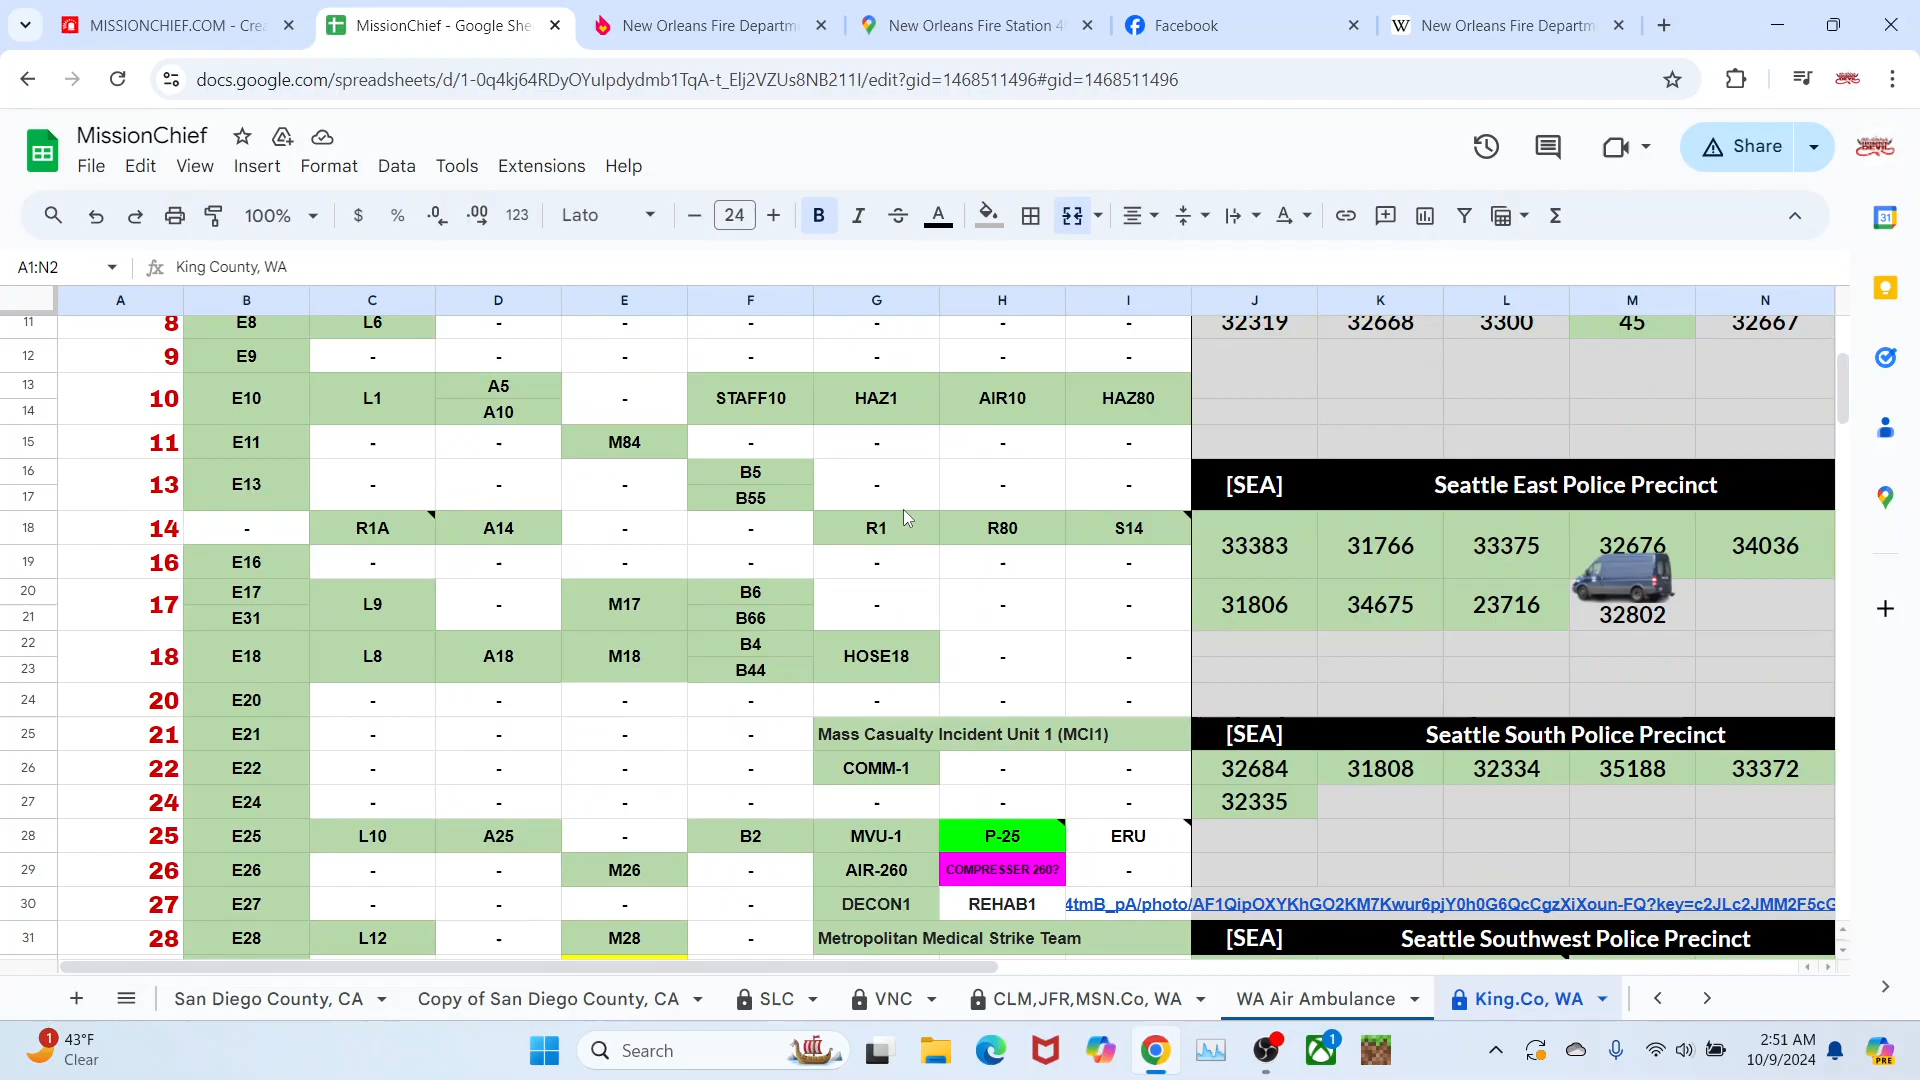 MISSIONCHIEF.COM - Crea
MissionChief - Google She
New Orleans Fire Departm
New Orleans Fire Station 4
Facebook
W New Orleans Fire Departm
docs.google.com/spreadsheets/d/1-0q4kj64RDyOYuIpdydmb1TqA-t_Elj2VZUs8NB211I/edit?gid=1468511496#gid=1468511496
MissionChief
Share
File Edit View Insert Format Data Tools Extensions Help
100% $ % .0 .00 123 Lato 24 B I S A
A1:N2 fx King County, WA
A B C D E F G H I J K L M N
11 8 E8 L6 - - - - - - 32319 32668 3300 45 32667
12 9 E9 - - - - - - -
13 A5
10 E10 L1 - STAFF10 HAZ1 AIR10 HAZ80
14 A10
15 11 E11 - - M84 - - - -
16 B5
13 E13 - - - - - - [SEA] Seattle East Police Precinct
17 B55
18 14 - R1A A14 - - R1 R80 S14 33383 31766 33375 32676 34036
19 16 E16 - - - - - - -
20 E17 B6
17 L9 - M17 - - - 31806 34675 23716 32802
21 E31 B66
22 B4
18 E18 L8 A18 M18 HOSE18 - -
23 B44
24 20 E20 - - - - - - -
25 21 E21 - - - - Mass Casualty Incident Unit 1 (MCI1) [SEA] Seattle South Police Precinct
26 22 E22 - - - - COMM-1 - - 32684 31808 32334 35188 33372
27 24 E24 - - - - - - - 32335
28 25 E25 L10 A25 - B2 MVU-1 P-25 ERU
29 26 E26 - - M26 - AIR-260 COMPRESSER 260? -
30 27 E27 - - - - DECON1 REHAB1 4tmB_pA/photo/AF1QipOXYKhGO2KM7Kwur6pjY0h0G6QcCgzXiXoun-FQ?key=c2JLc2JMM2F5cG
31 28 E28 L12 - M28 - Metropolitan Medical Strike Team [SEA] Seattle Southwest Police Precinct
San Diego County, CA Copy of San Diego County, CA SLC VNC CLM,JFR,MSN.Co, WA WA Air Ambulance King.Co, WA
1 43°F
Clear
Search
1
PRE
2:51 AM
10/9/2024
31